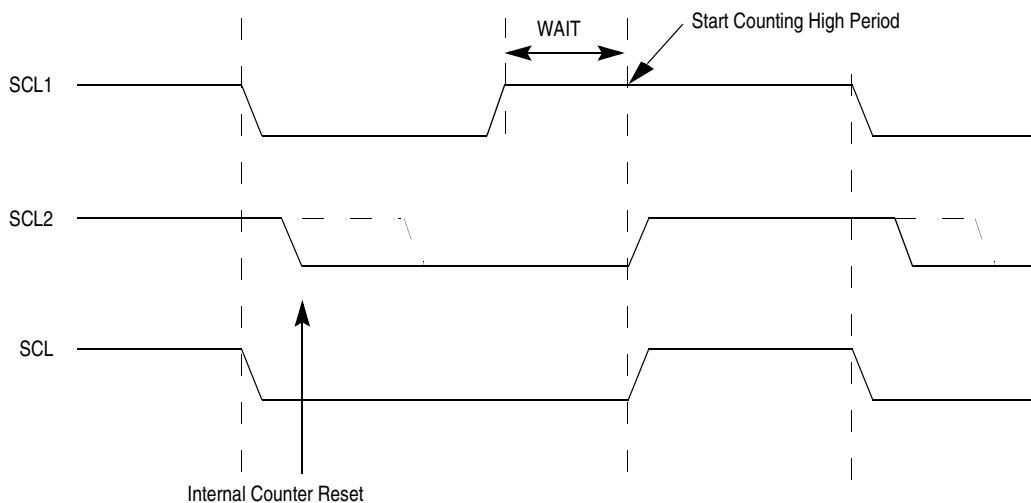 Start Counting High Period
WAIT
SCL1
SCL2
SCL
Internal Counter Reset